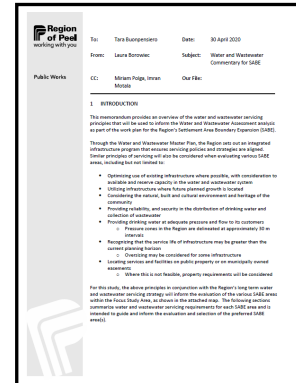 Region
of Peel
working with you
Public Works
To: Tara Buonpensiero Date: 30 April 2020
From: Laura Borowiec Subject: Water and Wastewater
Commentary for SABE
CC: Miriam Polga, Imran
Motala Our File:
1 INTRODUCTION
This memorandum provides an overview of the water and wastewater servicing
principles that will be used to inform the Water and Wastewater Assessment analysis
as part of the work plan for the Region's Settlement Area Boundary Expansion (SABE).
Through the Water and Wastewater Master Plan, the Region sets out an integrated
infrastructure program that ensures servicing policies and strategies are aligned.
Similar principles of servicing will also be considered when evaluating various SABE
areas, including but not limited to:
• Optimizing use of existing infrastructure where possible, with consideration to
available and reserve capacity in the water and wastewater system
• Utilizing infrastructure where future planned growth is located
• Considering the natural, built and cultural environment and heritage of the
community
• Providing reliability, and security in the distribution of drinking water and
collection of wastewater
• Providing drinking water at adequate pressure and flow to its customers
o Pressure zones in the Region are delineated at approximately 30 m
intervals
• Recognizing that the service life of infrastructure may be greater than the
current planning horizon
o Oversizing may be considered for some infrastructure
• Locating services and facilities on public property or on municipally owned
easements
o Where this is not feasible, property requirements will be considered
For this study, the above principles in conjunction with the Region's long term water
and wastewater servicing strategy will inform the evaluation of the various SABE areas
within the Focus Study Area, as shown in the attached map. The following sections
summarize water and wastewater servicing requirements for each SABE area and is
intended to guide and inform the evaluation and selection of the preferred SABE
area(s).